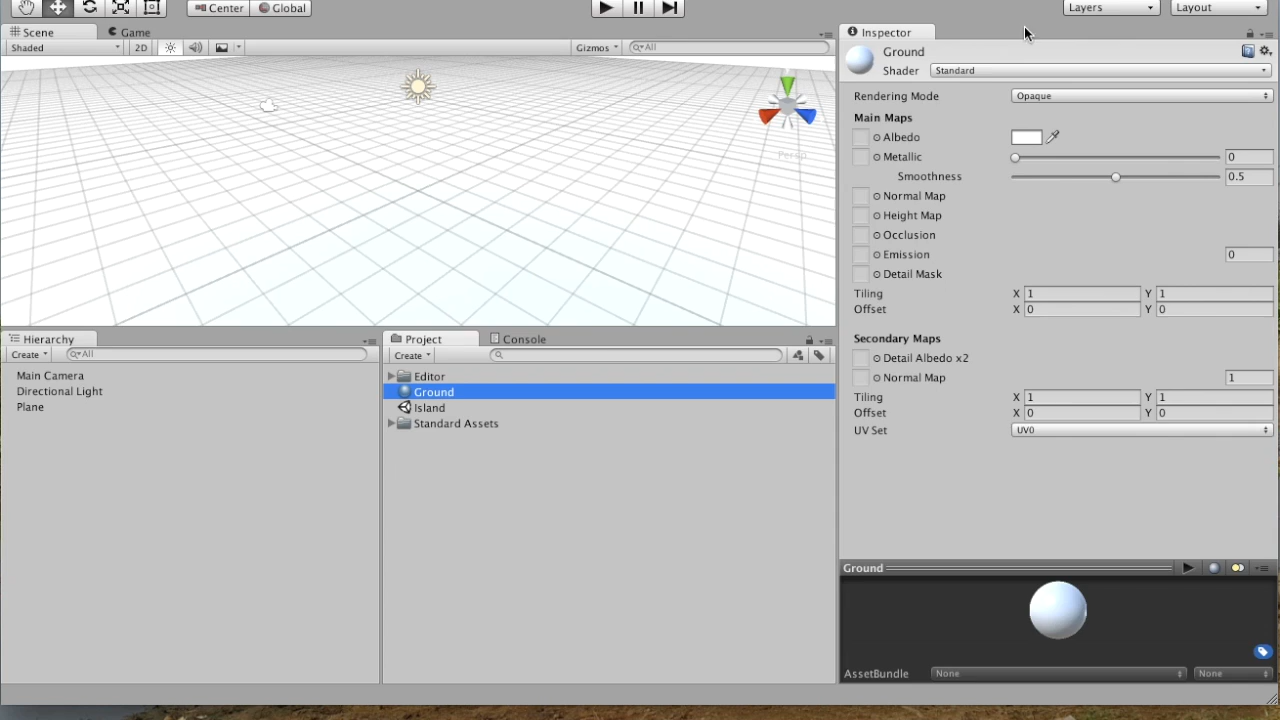 Center Global Layers Layout
Scene Game Inspector
Shaded 2D Gizmos All
Ground
Shader Standard
Rendering Mode Opaque
Main Maps
Albedo
Metallic 0
Smoothness 0.5
Normal Map
Height Map
Occlusion
Emission 0
Detail Mask
Tiling X 1 Y 1
Offset X 0 Y 0
Secondary Maps
Detail Albedo x2
Normal Map 1
Tiling X 1 Y 1
Offset X 0 Y 0
UV Set UV0
Persp
Hierarchy
Create All
Main Camera
Directional Light
Plane
Project Console
Create
Editor
Ground
Island
Standard Assets
Ground
AssetBundle None None